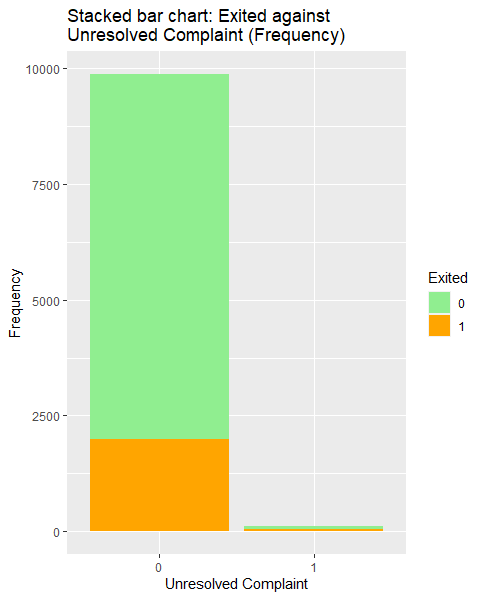 Stacked bar chart: Exited against
Unresolved Complaint (Frequency)
10000
7500
5000
2500
0
Frequency
0
1
Unresolved Complaint
Exited
0
1